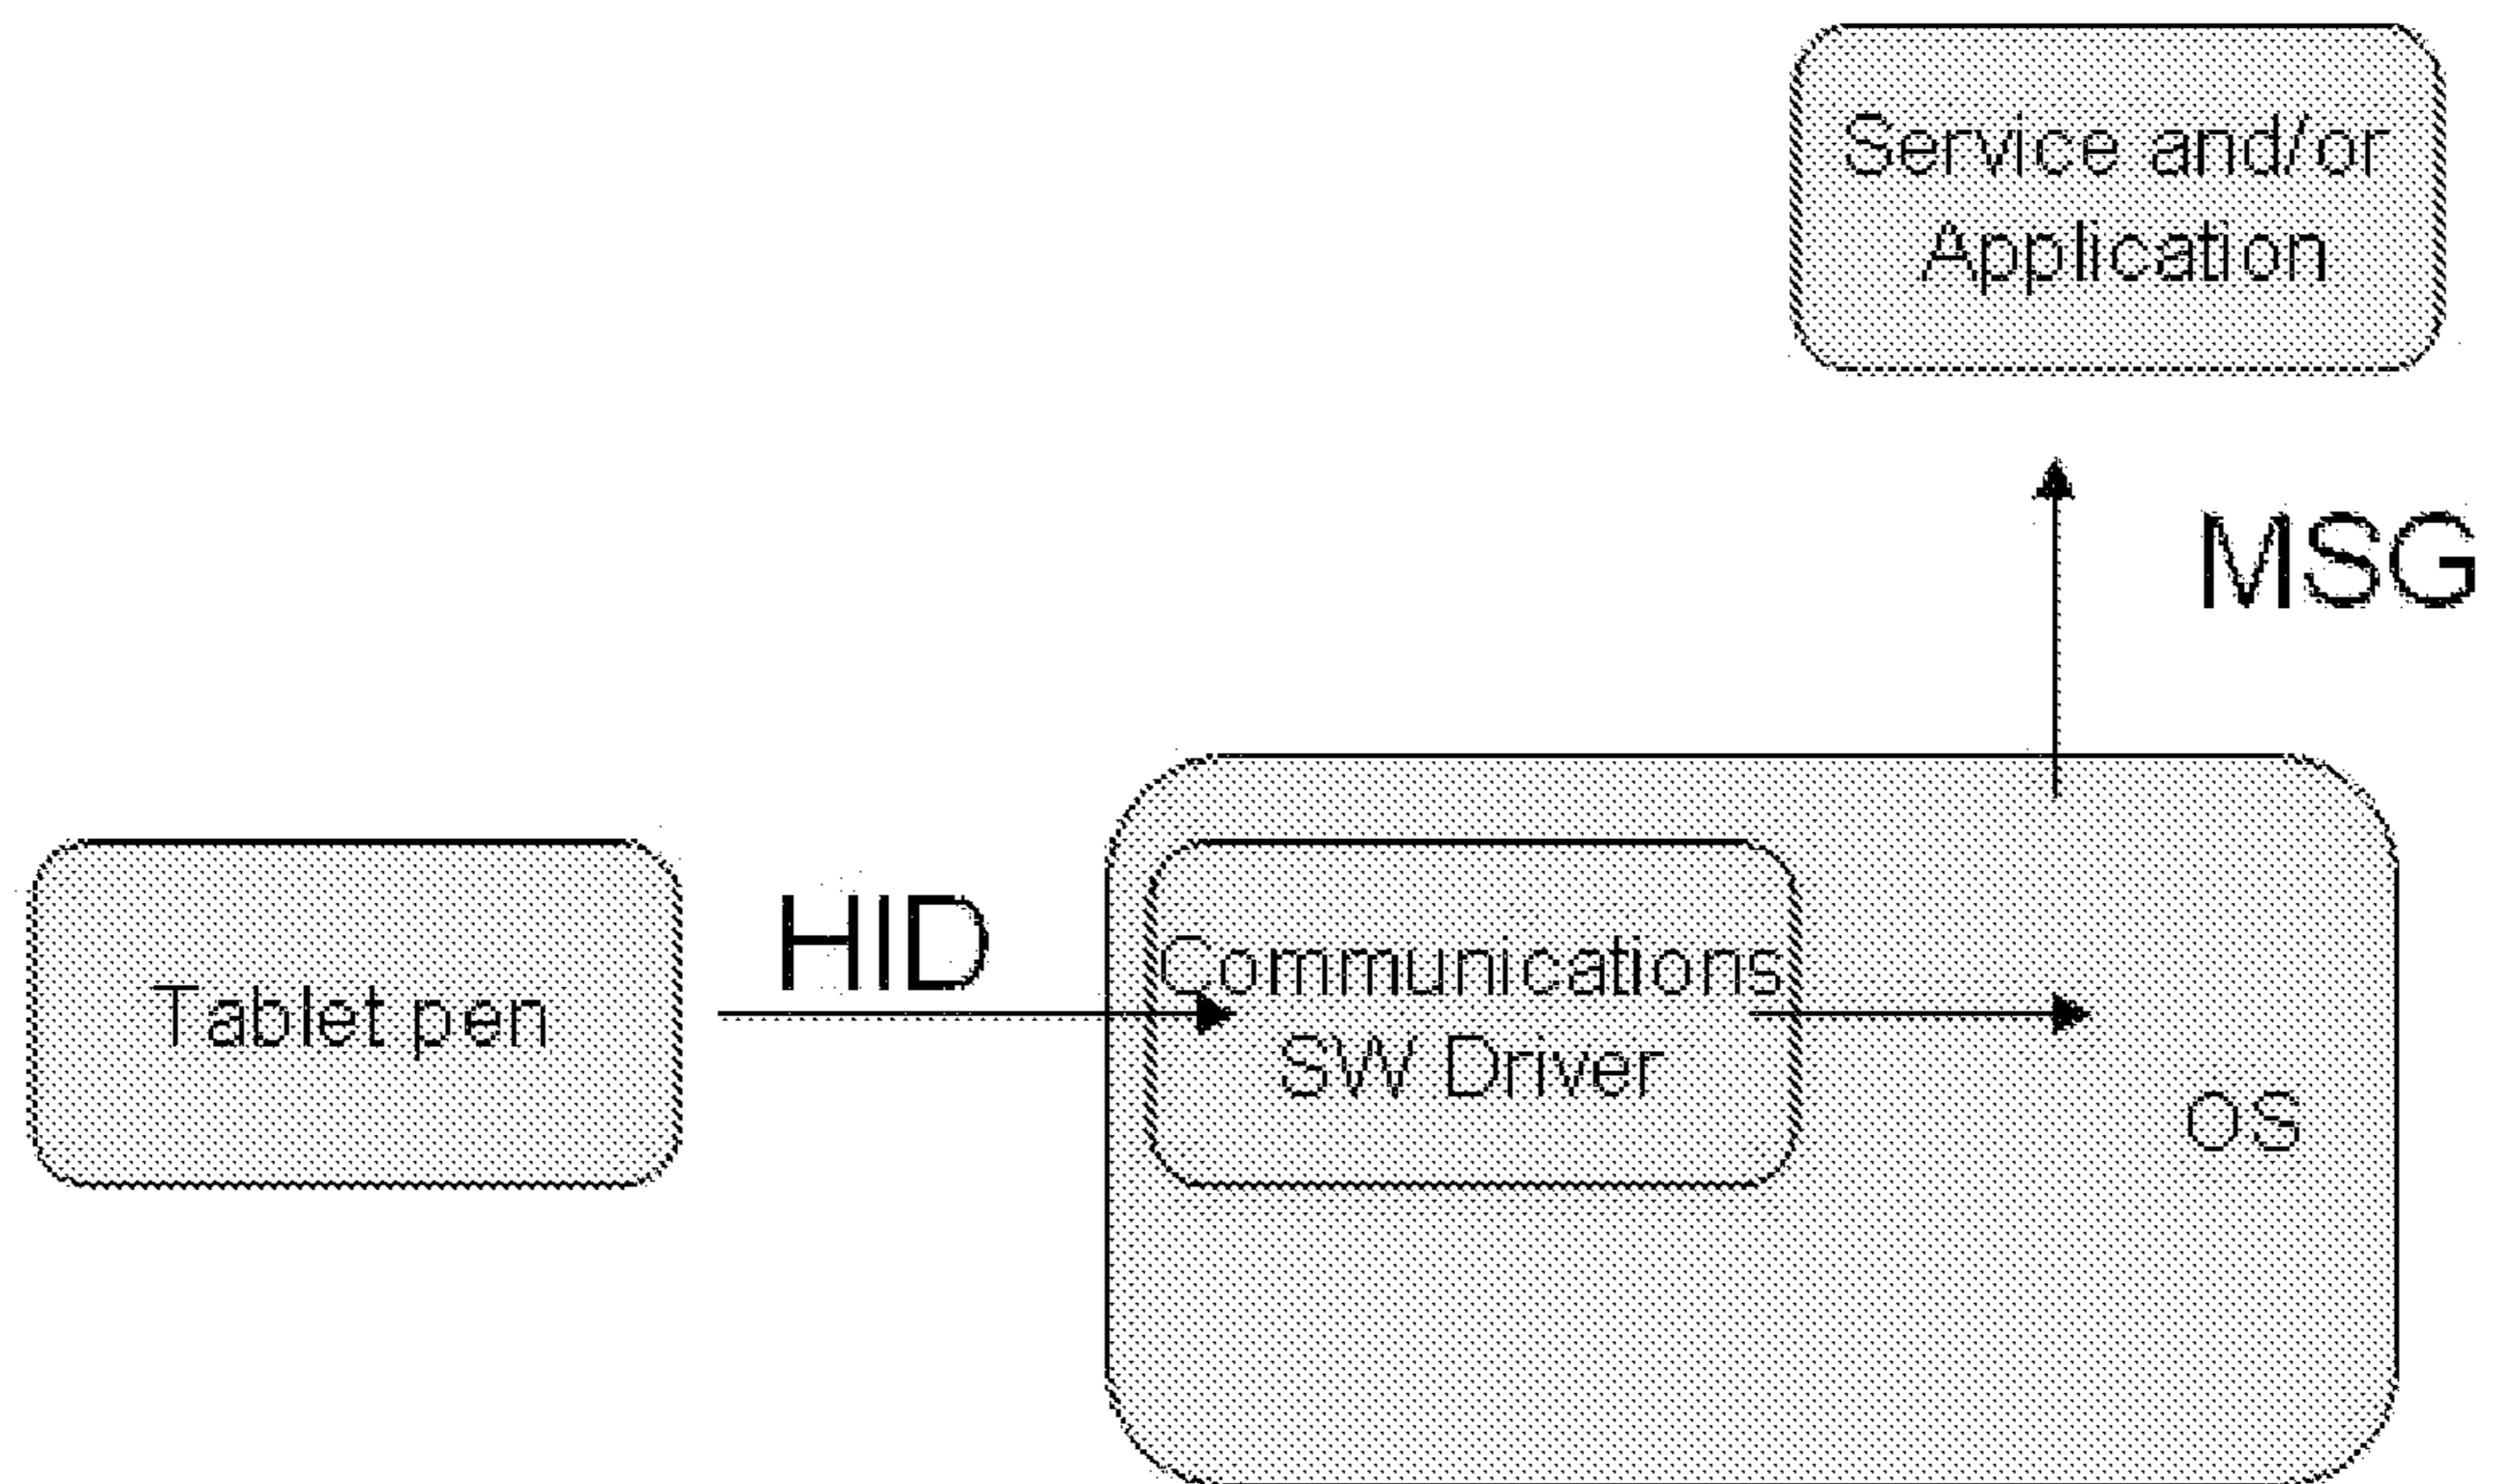 Service and/or
Application
MSG
HID
Communications
SW Driver
Tablet pen
OS